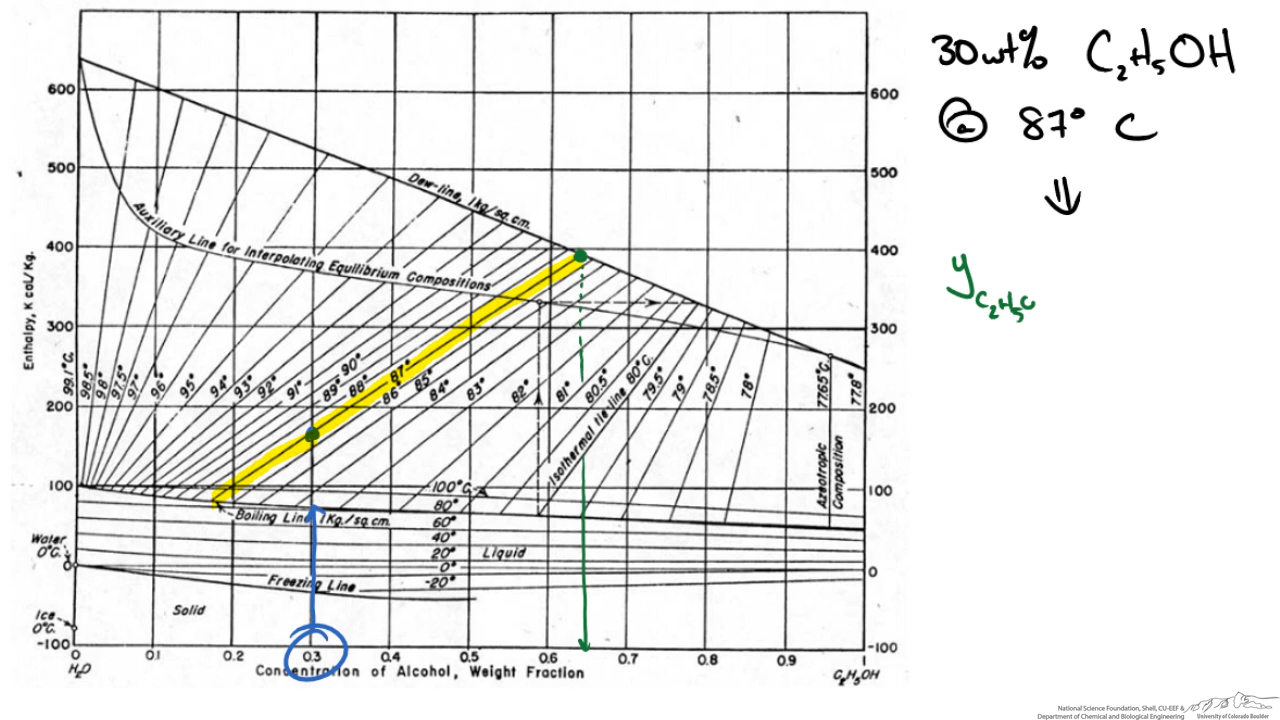 30wt% C2H5OH
@ 87° C
⇓
yC2H5O
600
500
400
300
200
100
0
-100
Enthalpy, K cal/Kg.
600
500
400
300
200
100
0
-100
Dew-line, 1kg/sq.cm.
Auxiliary Line for Interpolating Equilibrium Compositions
99.1°C.
98.5°
98°
97.5°
97°
96°
95°
94°
93°
92°
91°
90°
89°
88°
87°
86°
85°
84°
83°
82°
81°
80.5°
Isothermal tie line 80°C.
79.5°
79°
78.5°
78°
77.65°C.
77.8°
Azeotropic
Composition
100°C.
80°
60°
40°
20°
0°
-20°
Boiling Line, 1Kg./sq.cm.
Liquid
Freezing Line
Solid
Water
0°C.
Ice
0°C.
0
0.1
0.2
0.3
0.4
0.5
0.6
0.7
0.8
0.9
1
H2O
Concentration of Alcohol, Weight Fraction
C2H5OH
National Science Foundation, Shell, CU-EEF &
Department of Chemical and Biological Engineering
University of Colorado Boulder